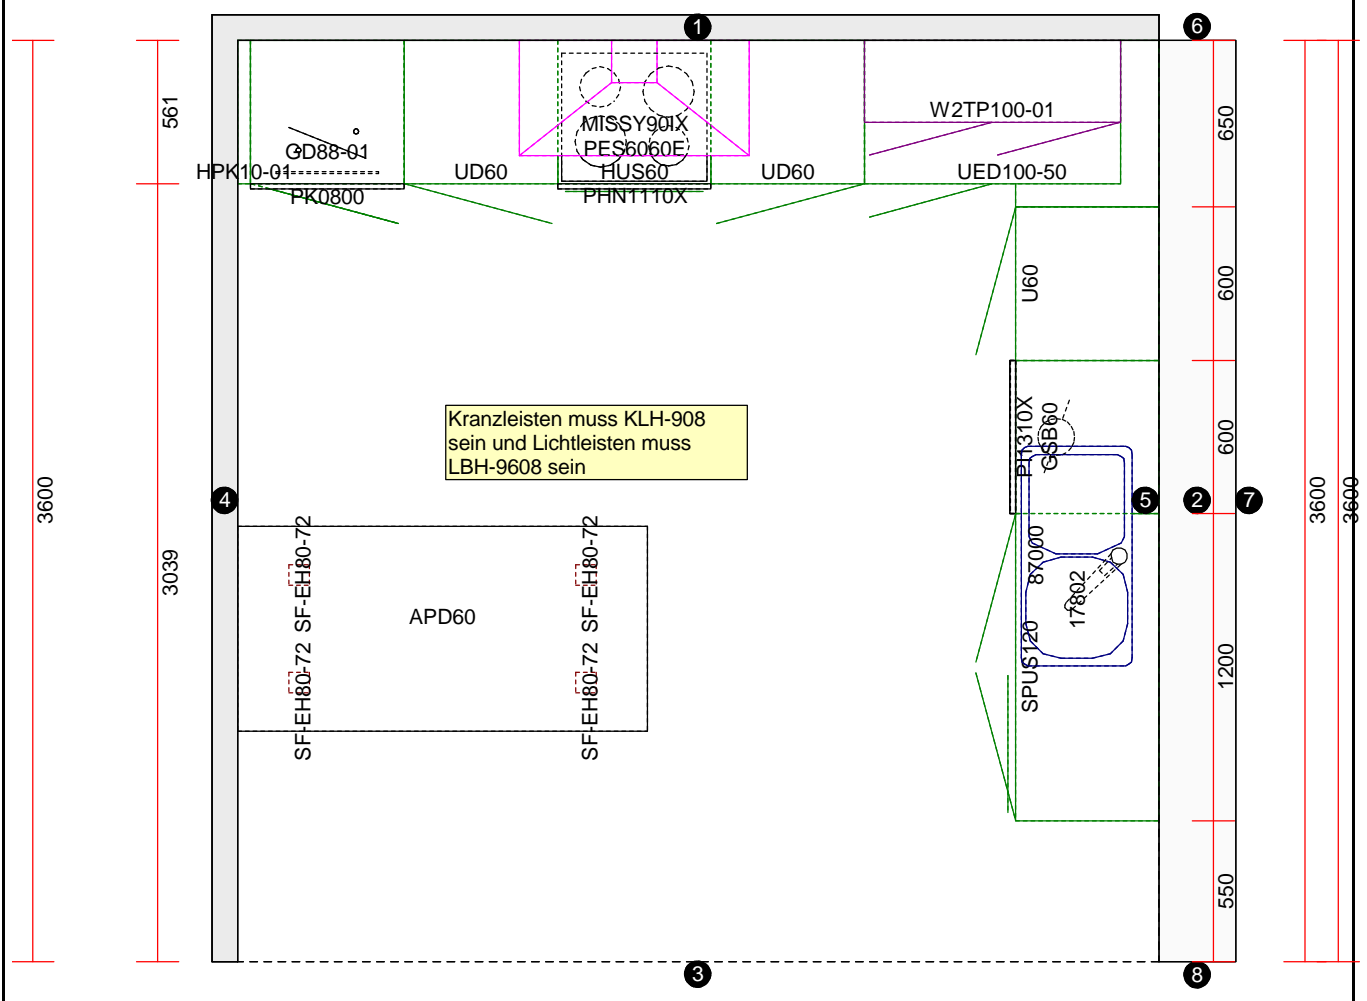 1
6
561
650
W2TP100-01
MISSY90IX
GD88-01
PES6060E
HPK10-01
UD60
HUS60
UD60
UED100-50
PK0800
PHN1110X
U60
600
Kranzleisten muss KLH-908
sein und Lichtleisten muss
LBH-9608 sein
PI1310X
GSB60
600
3600
4
5
2
7
3600
3600
3039
SF-EH80-72
SF-EH80-72
87000
17802
APD60
SF-EH80-72
SF-EH80-72
SPUS120
1200
550
3
8